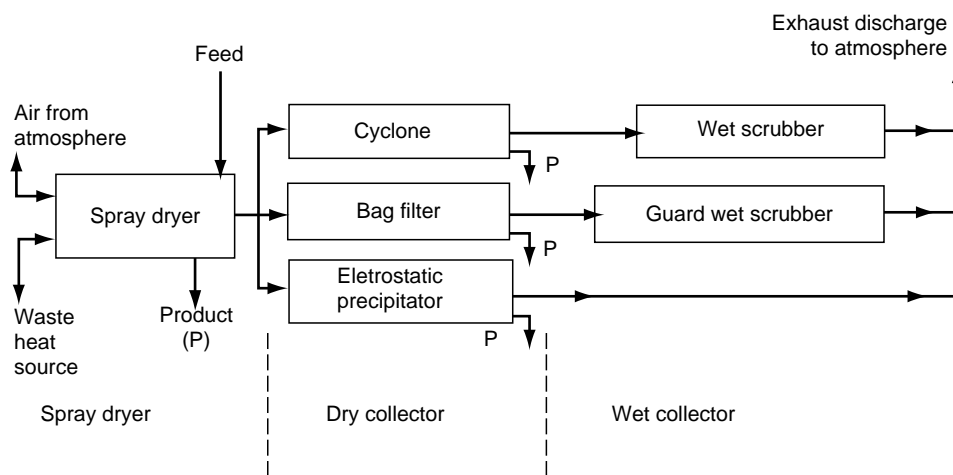 Exhaust discharge
to atmosphere
Feed
Air from
atmosphere
Cyclone
Wet scrubber
P
Spray dryer
Bag filter
Guard wet scrubber
P
Eletrostatic
precipitator
Waste
heat
source
Product
(P)
P
Spray dryer
Dry collector
Wet collector